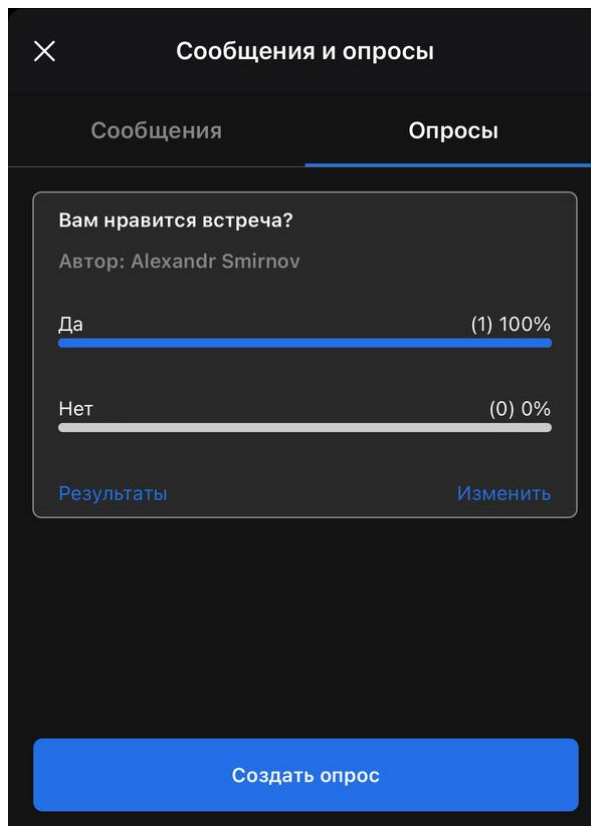 Сообщения и опросы
Сообщения Опросы
Вам нравится встреча?
Автор: Alexandr Smirnov
Да (1) 100%
Нет (0) 0%
Результаты Изменить
Создать опрос